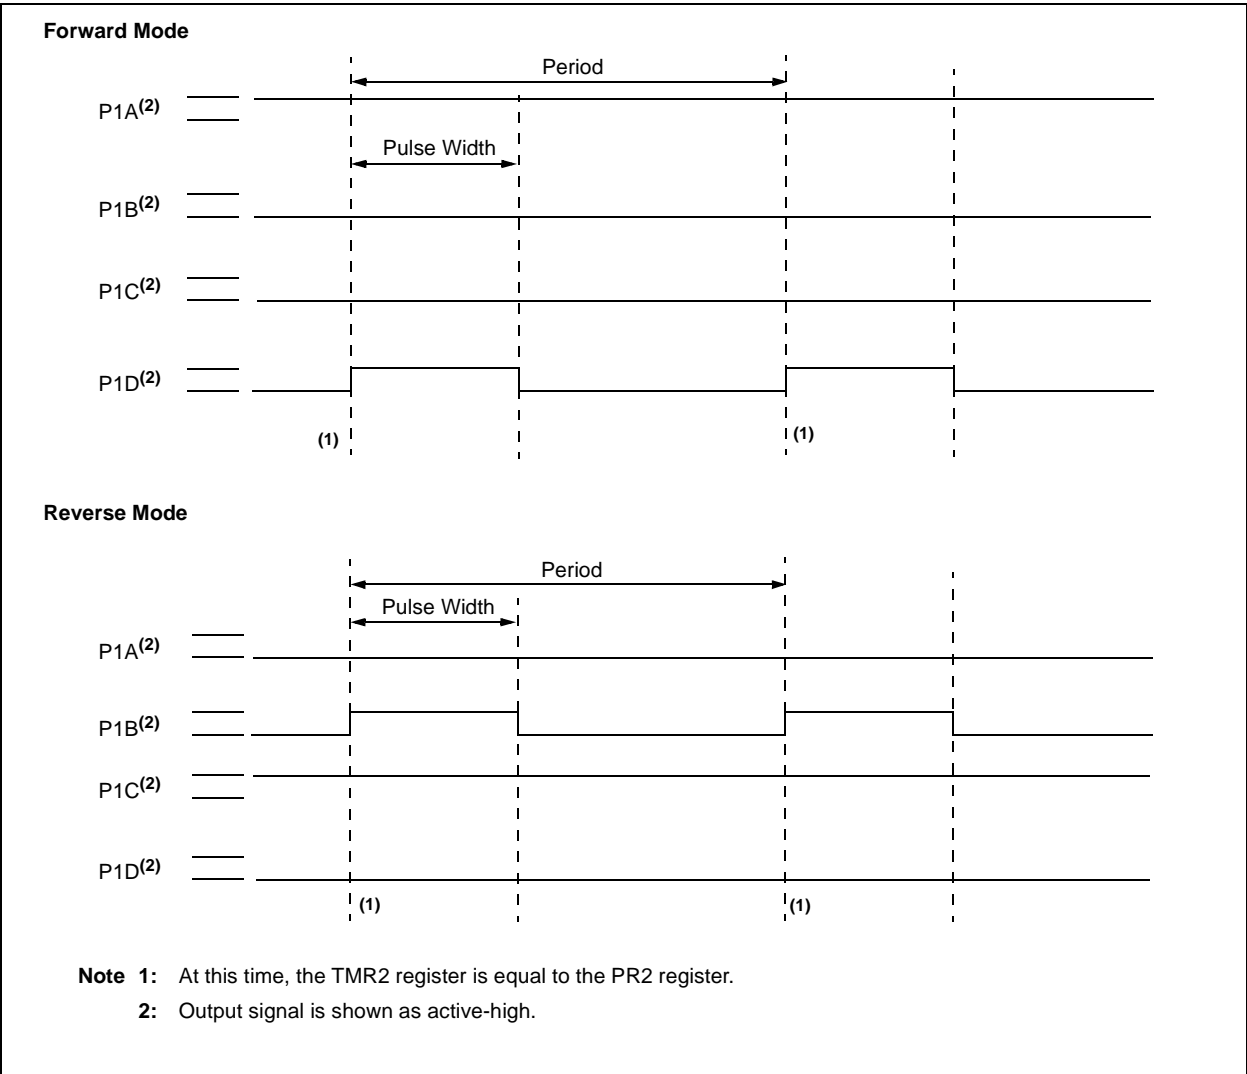 Forward Mode
Period
P1A(2)
Pulse Width
P1B(2)
P1C(2)
P1D(2)
(1)
(1)
Reverse Mode
Period
Pulse Width
P1A(2)
P1B(2)
P1C(2)
P1D(2)
(1)
(1)
Note 1: At this time, the TMR2 register is equal to the PR2 register.
2: Output signal is shown as active-high.